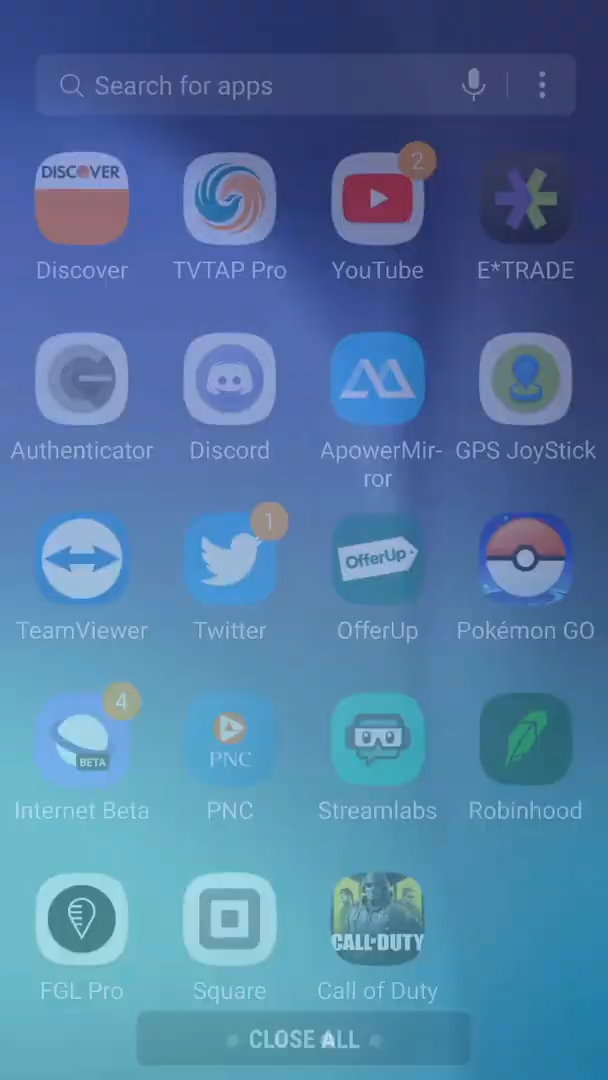 Search for apps
DISCOVER
2
Discover
TVTAP Pro
YouTube
E*TRADE
Authenticator
Discord
ApowerMir-
ror
GPS JoyStick
1
OfferUp
TeamViewer
Twitter
OfferUp
Pokémon GO
4
BETA
PNC
Internet Beta
PNC
Streamlabs
Robinhood
CALL·DUTY
FGL Pro
Square
Call of Duty
CLOSE ALL